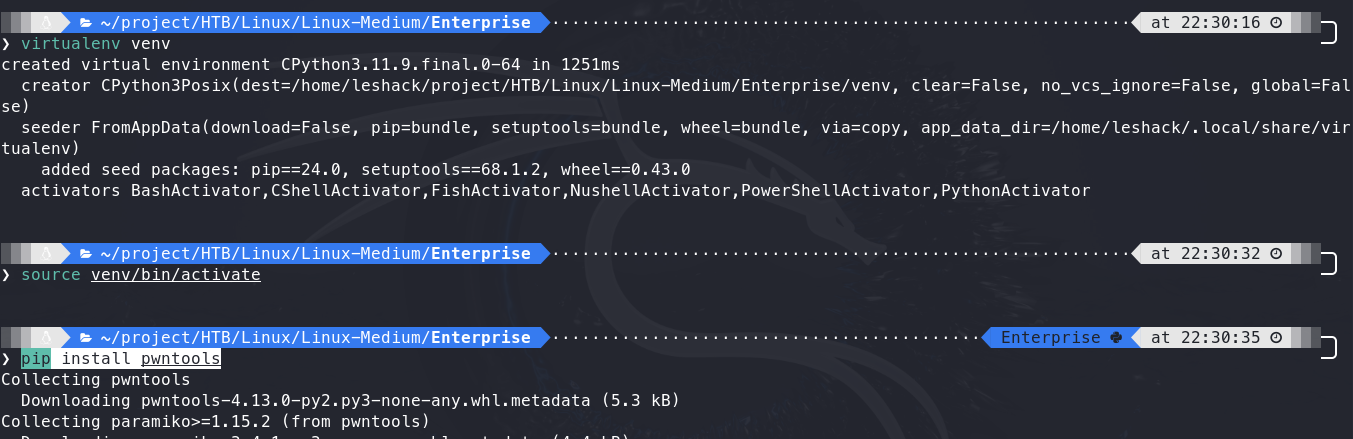 ~/project/HTB/Linux/Linux-Medium/Enterprise at 22:30:16
❯ virtualenv venv
created virtual environment CPython3.11.9.final.0-64 in 1251ms
creator CPython3Posix(dest=/home/leshack/project/HTB/Linux/Linux-Medium/Enterprise/venv, clear=False, no_vcs_ignore=False, global=Fal
se)
seeder FromAppData(download=False, pip=bundle, setuptools=bundle, wheel=bundle, via=copy, app_data_dir=/home/leshack/.local/share/vir
tualenv)
added seed packages: pip==24.0, setuptools==68.1.2, wheel==0.43.0
activators BashActivator,CShellActivator,FishActivator,NushellActivator,PowerShellActivator,PythonActivator
~/project/HTB/Linux/Linux-Medium/Enterprise at 22:30:32
❯ source venv/bin/activate
~/project/HTB/Linux/Linux-Medium/Enterprise Enterprise at 22:30:35
❯ pip install pwntools
Collecting pwntools
Downloading pwntools-4.13.0-py2.py3-none-any.whl.metadata (5.3 kB)
Collecting paramiko>=1.15.2 (from pwntools)